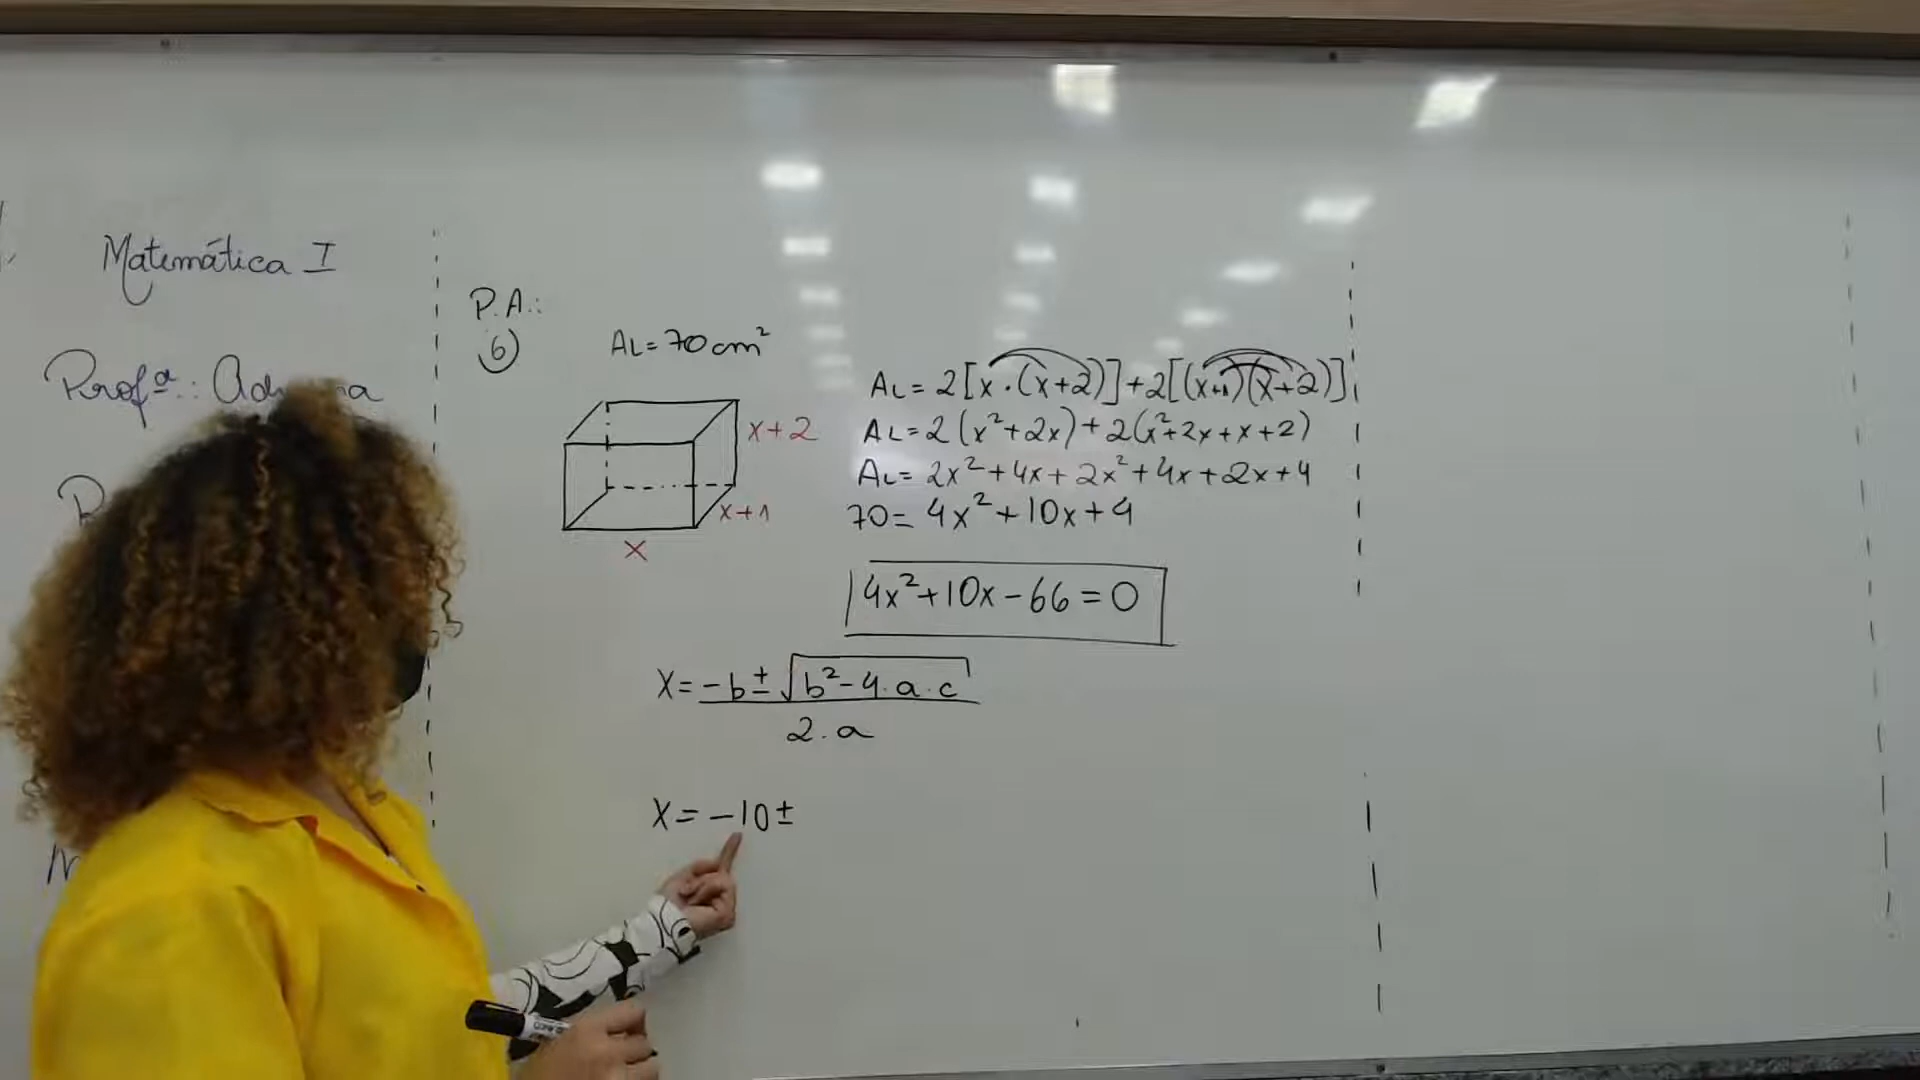 Matemática I
Profª.: Ad
P.A.:
6)
AL = 70 cm²
x+2
x+1
x
AL = 2[x.(x+2)]+2[(x+1)(x+2)]
AL = 2(x²+2x)+2(x²+2x+x+2)
AL = 2x²+4x+2x²+4x+2x+4
70 = 4x²+10x+4
4x²+10x-66=0
X = -b ± √b²-4.a.c
2.a
X = -10 ±